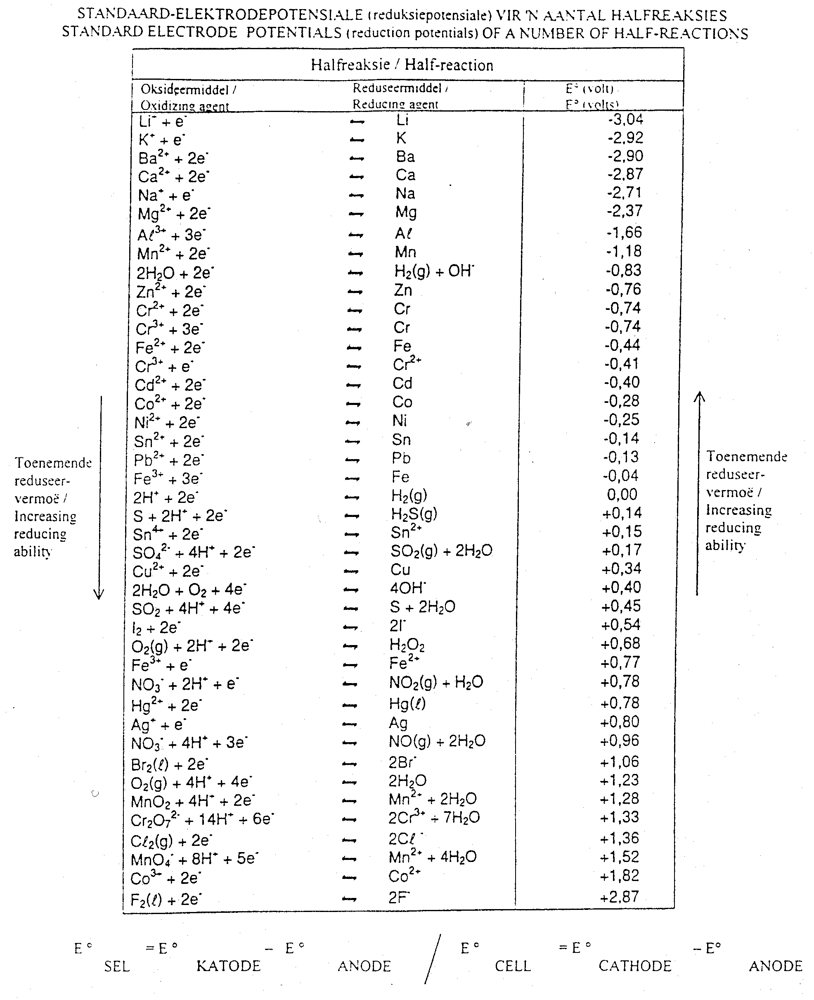 STANDAARD-ELEKTRODEPOTENSIALE (reduksiepotensiale) VIR 'N AANTAL HALFREAKSIES
STANDARD ELECTRODE POTENTIALS (reduction potentials) OF A NUMBER OF HALF-REACTIONS
Halfreaksie / Half-reaction
Oksideermiddel / Reduseermiddel / E° (volt)
Oxidizing agent Reducing agent E° (volts)
Li⁺ + e⁻ ⇌ Li -3,04
K⁺ + e⁻ ⇌ K -2,92
Ba²⁺ + 2e⁻ ⇌ Ba -2,90
Ca²⁺ + 2e⁻ ⇌ Ca -2,87
Na⁺ + e⁻ ⇌ Na -2,71
Mg²⁺ + 2e⁻ ⇌ Mg -2,37
Aℓ³⁺ + 3e⁻ ⇌ Aℓ -1,66
Mn²⁺ + 2e⁻ ⇌ Mn -1,18
2H₂O + 2e⁻ ⇌ H₂(g) + OH⁻ -0,83
Zn²⁺ + 2e⁻ ⇌ Zn -0,76
Cr²⁺ + 2e⁻ ⇌ Cr -0,74
Cr³⁺ + 3e⁻ ⇌ Cr -0,74
Fe²⁺ + 2e⁻ ⇌ Fe -0,44
Cr³⁺ + e⁻ ⇌ Cr²⁺ -0,41
Cd²⁺ + 2e⁻ ⇌ Cd -0,40
Co²⁺ + 2e⁻ ⇌ Co -0,28
Ni²⁺ + 2e⁻ ⇌ Ni -0,25
Sn²⁺ + 2e⁻ ⇌ Sn -0,14
Pb²⁺ + 2e⁻ ⇌ Pb -0,13
Fe³⁺ + 3e⁻ ⇌ Fe -0,04
2H⁺ + 2e⁻ ⇌ H₂(g) 0,00
S + 2H⁺ + 2e⁻ ⇌ H₂S(g) +0,14
Sn⁴⁺ + 2e⁻ ⇌ Sn²⁺ +0,15
SO₄²⁻ + 4H⁺ + 2e⁻ ⇌ SO₂(g) + 2H₂O +0,17
Cu²⁺ + 2e⁻ ⇌ Cu +0,34
2H₂O + O₂ + 4e⁻ ⇌ 4OH⁻ +0,40
SO₂ + 4H⁺ + 4e⁻ ⇌ S + 2H₂O +0,45
I₂ + 2e⁻ ⇌ 2I⁻ +0,54
O₂(g) + 2H⁺ + 2e⁻ ⇌ H₂O₂ +0,68
Fe³⁺ + e⁻ ⇌ Fe²⁺ +0,77
NO₃⁻ + 2H⁺ + e⁻ ⇌ NO₂(g) + H₂O +0,78
Hg²⁺ + 2e⁻ ⇌ Hg(ℓ) +0.78
Ag⁺ + e⁻ ⇌ Ag +0,80
NO₃⁻ + 4H⁺ + 3e⁻ ⇌ NO(g) + 2H₂O +0,96
Br₂(ℓ) + 2e⁻ ⇌ 2Br⁻ +1,06
O₂(g) + 4H⁺ + 4e⁻ ⇌ 2H₂O +1,23
MnO₂ + 4H⁺ + 2e⁻ ⇌ Mn²⁺ + 2H₂O +1,28
Cr₂O₇²⁻ + 14H⁺ + 6e⁻ ⇌ 2Cr³⁺ + 7H₂O +1,33
Cℓ₂(g) + 2e⁻ ⇌ 2Cℓ⁻ +1,36
MnO₄⁻ + 8H⁺ + 5e⁻ ⇌ Mn²⁺ + 4H₂O +1,52
Co³⁺ + 2e⁻ ⇌ Co²⁺ +1,82
F₂(ℓ) + 2e⁻ ⇌ 2F⁻ +2,87
Toenemende
reduseer-
vermoë /
Increasing
reducing
ability
Toenemende
reduseer-
vermoë /
Increasing
reducing
ability
E° = E° – E° / E° = E° – E°
SEL KATODE ANODE CELL CATHODE ANODE